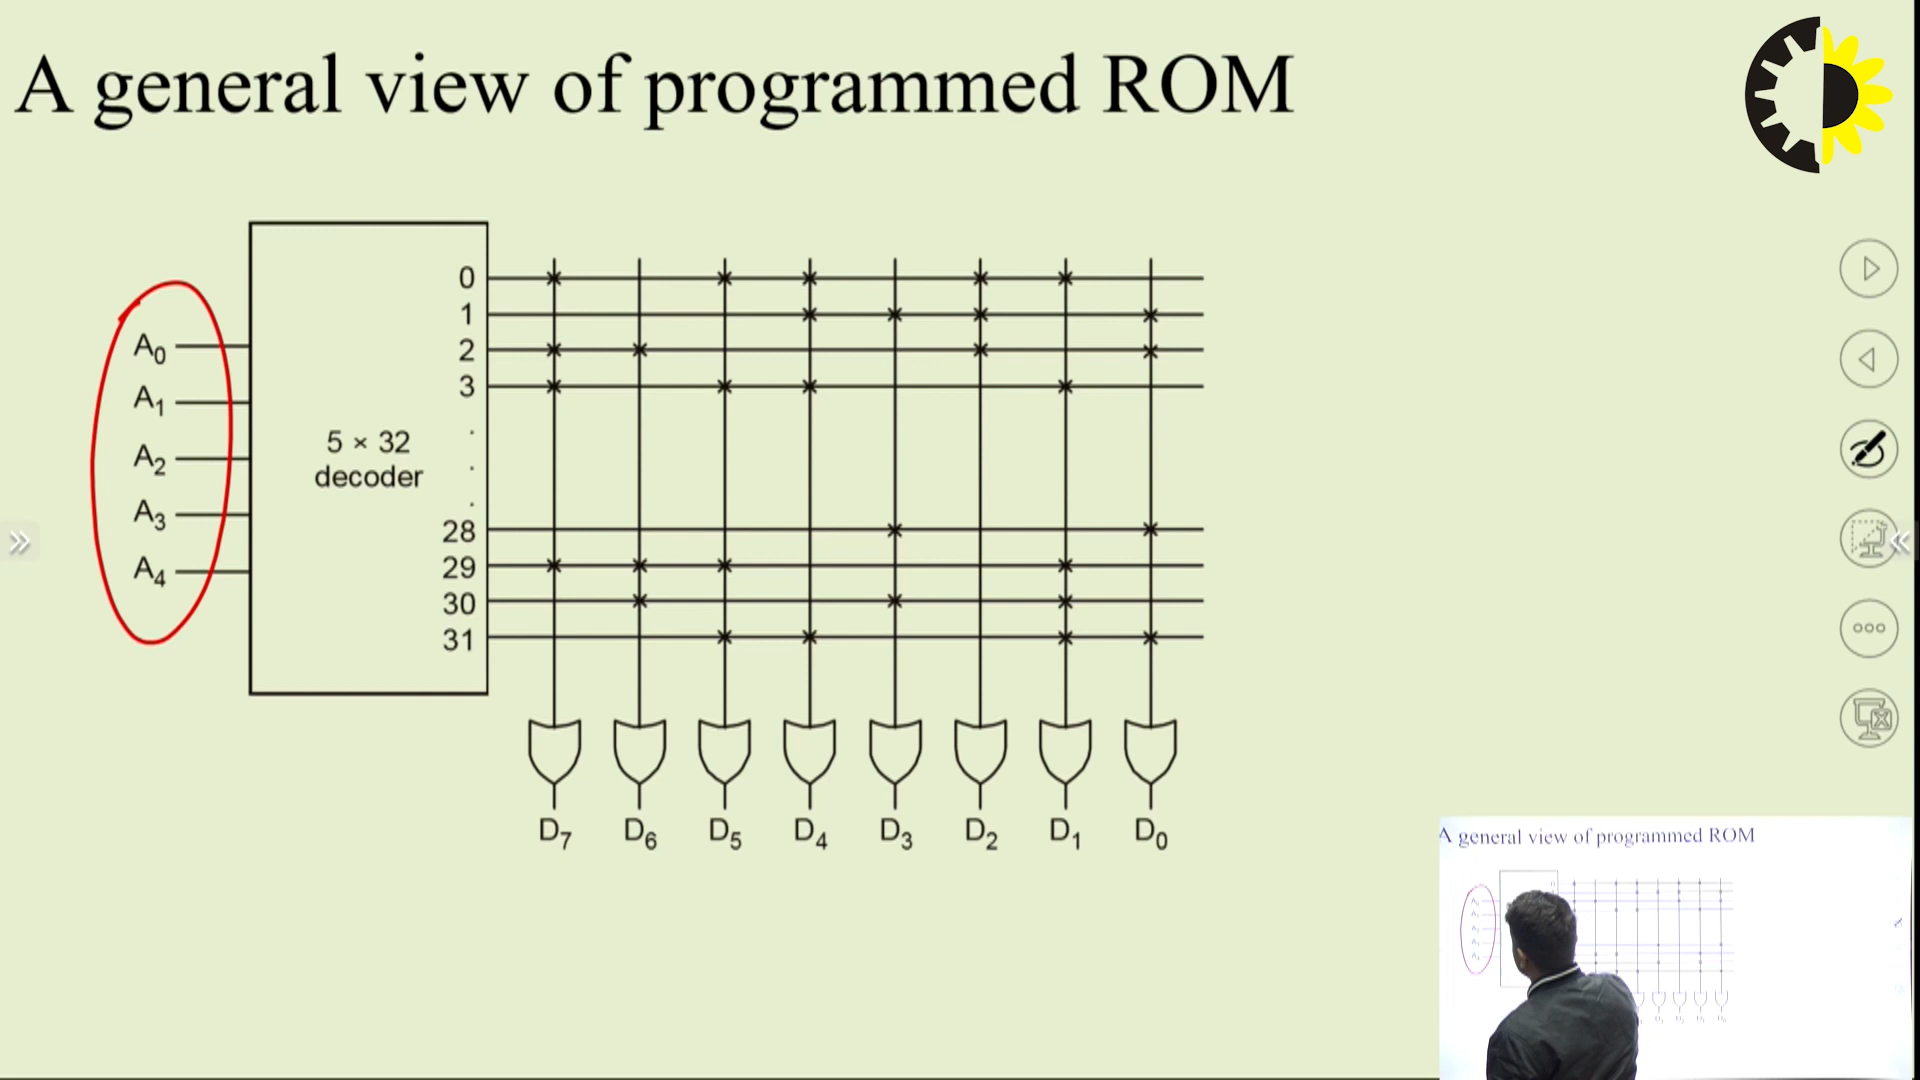 A general view of programmed ROM
0
1
A0
2
3
A1
5 × 32
decoder
A2
A3
28
29
A4
30
31
D7 D6 D5 D4 D3 D2 D1 D0
A general view of programmed ROM